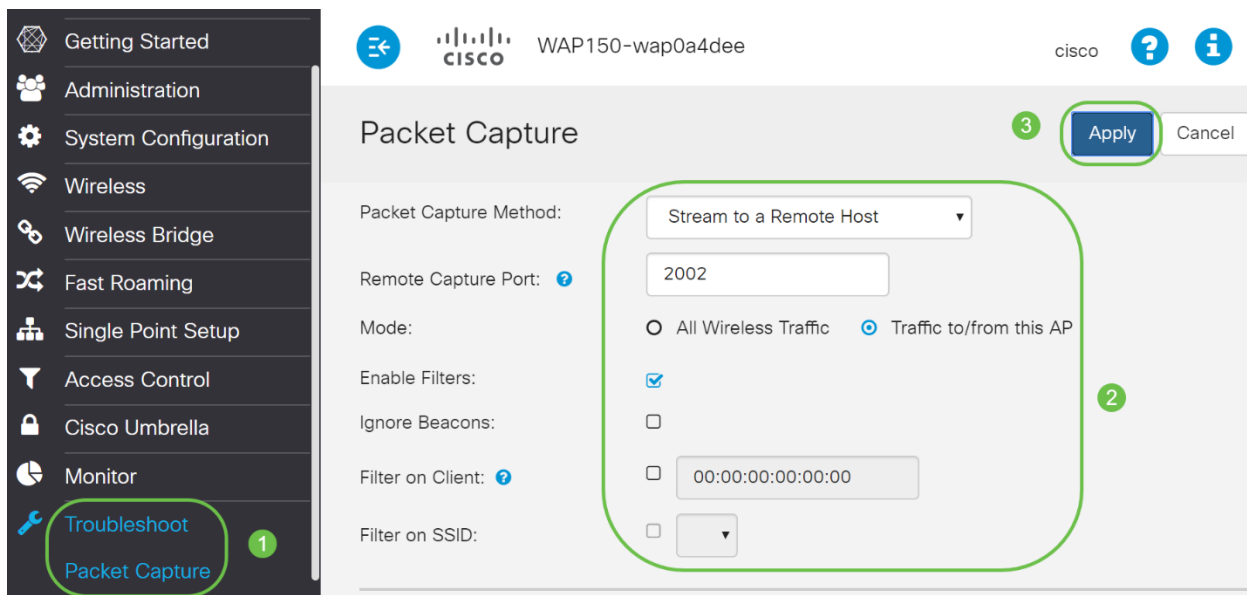 Getting Started
Administration
System Configuration
Wireless
Wireless Bridge
Fast Roaming
Single Point Setup
Access Control
Cisco Umbrella
Monitor
Troubleshoot
Packet Capture
1
CISCO
WAP150-wap0a4dee
cisco
?
i
Packet Capture
3
Apply
Cancel
Packet Capture Method:
Stream to a Remote Host
Remote Capture Port: ?
2002
Mode:
All Wireless Traffic
Traffic to/from this AP
Enable Filters:
Ignore Beacons:
2
Filter on Client: ?
00:00:00:00:00:00
Filter on SSID: